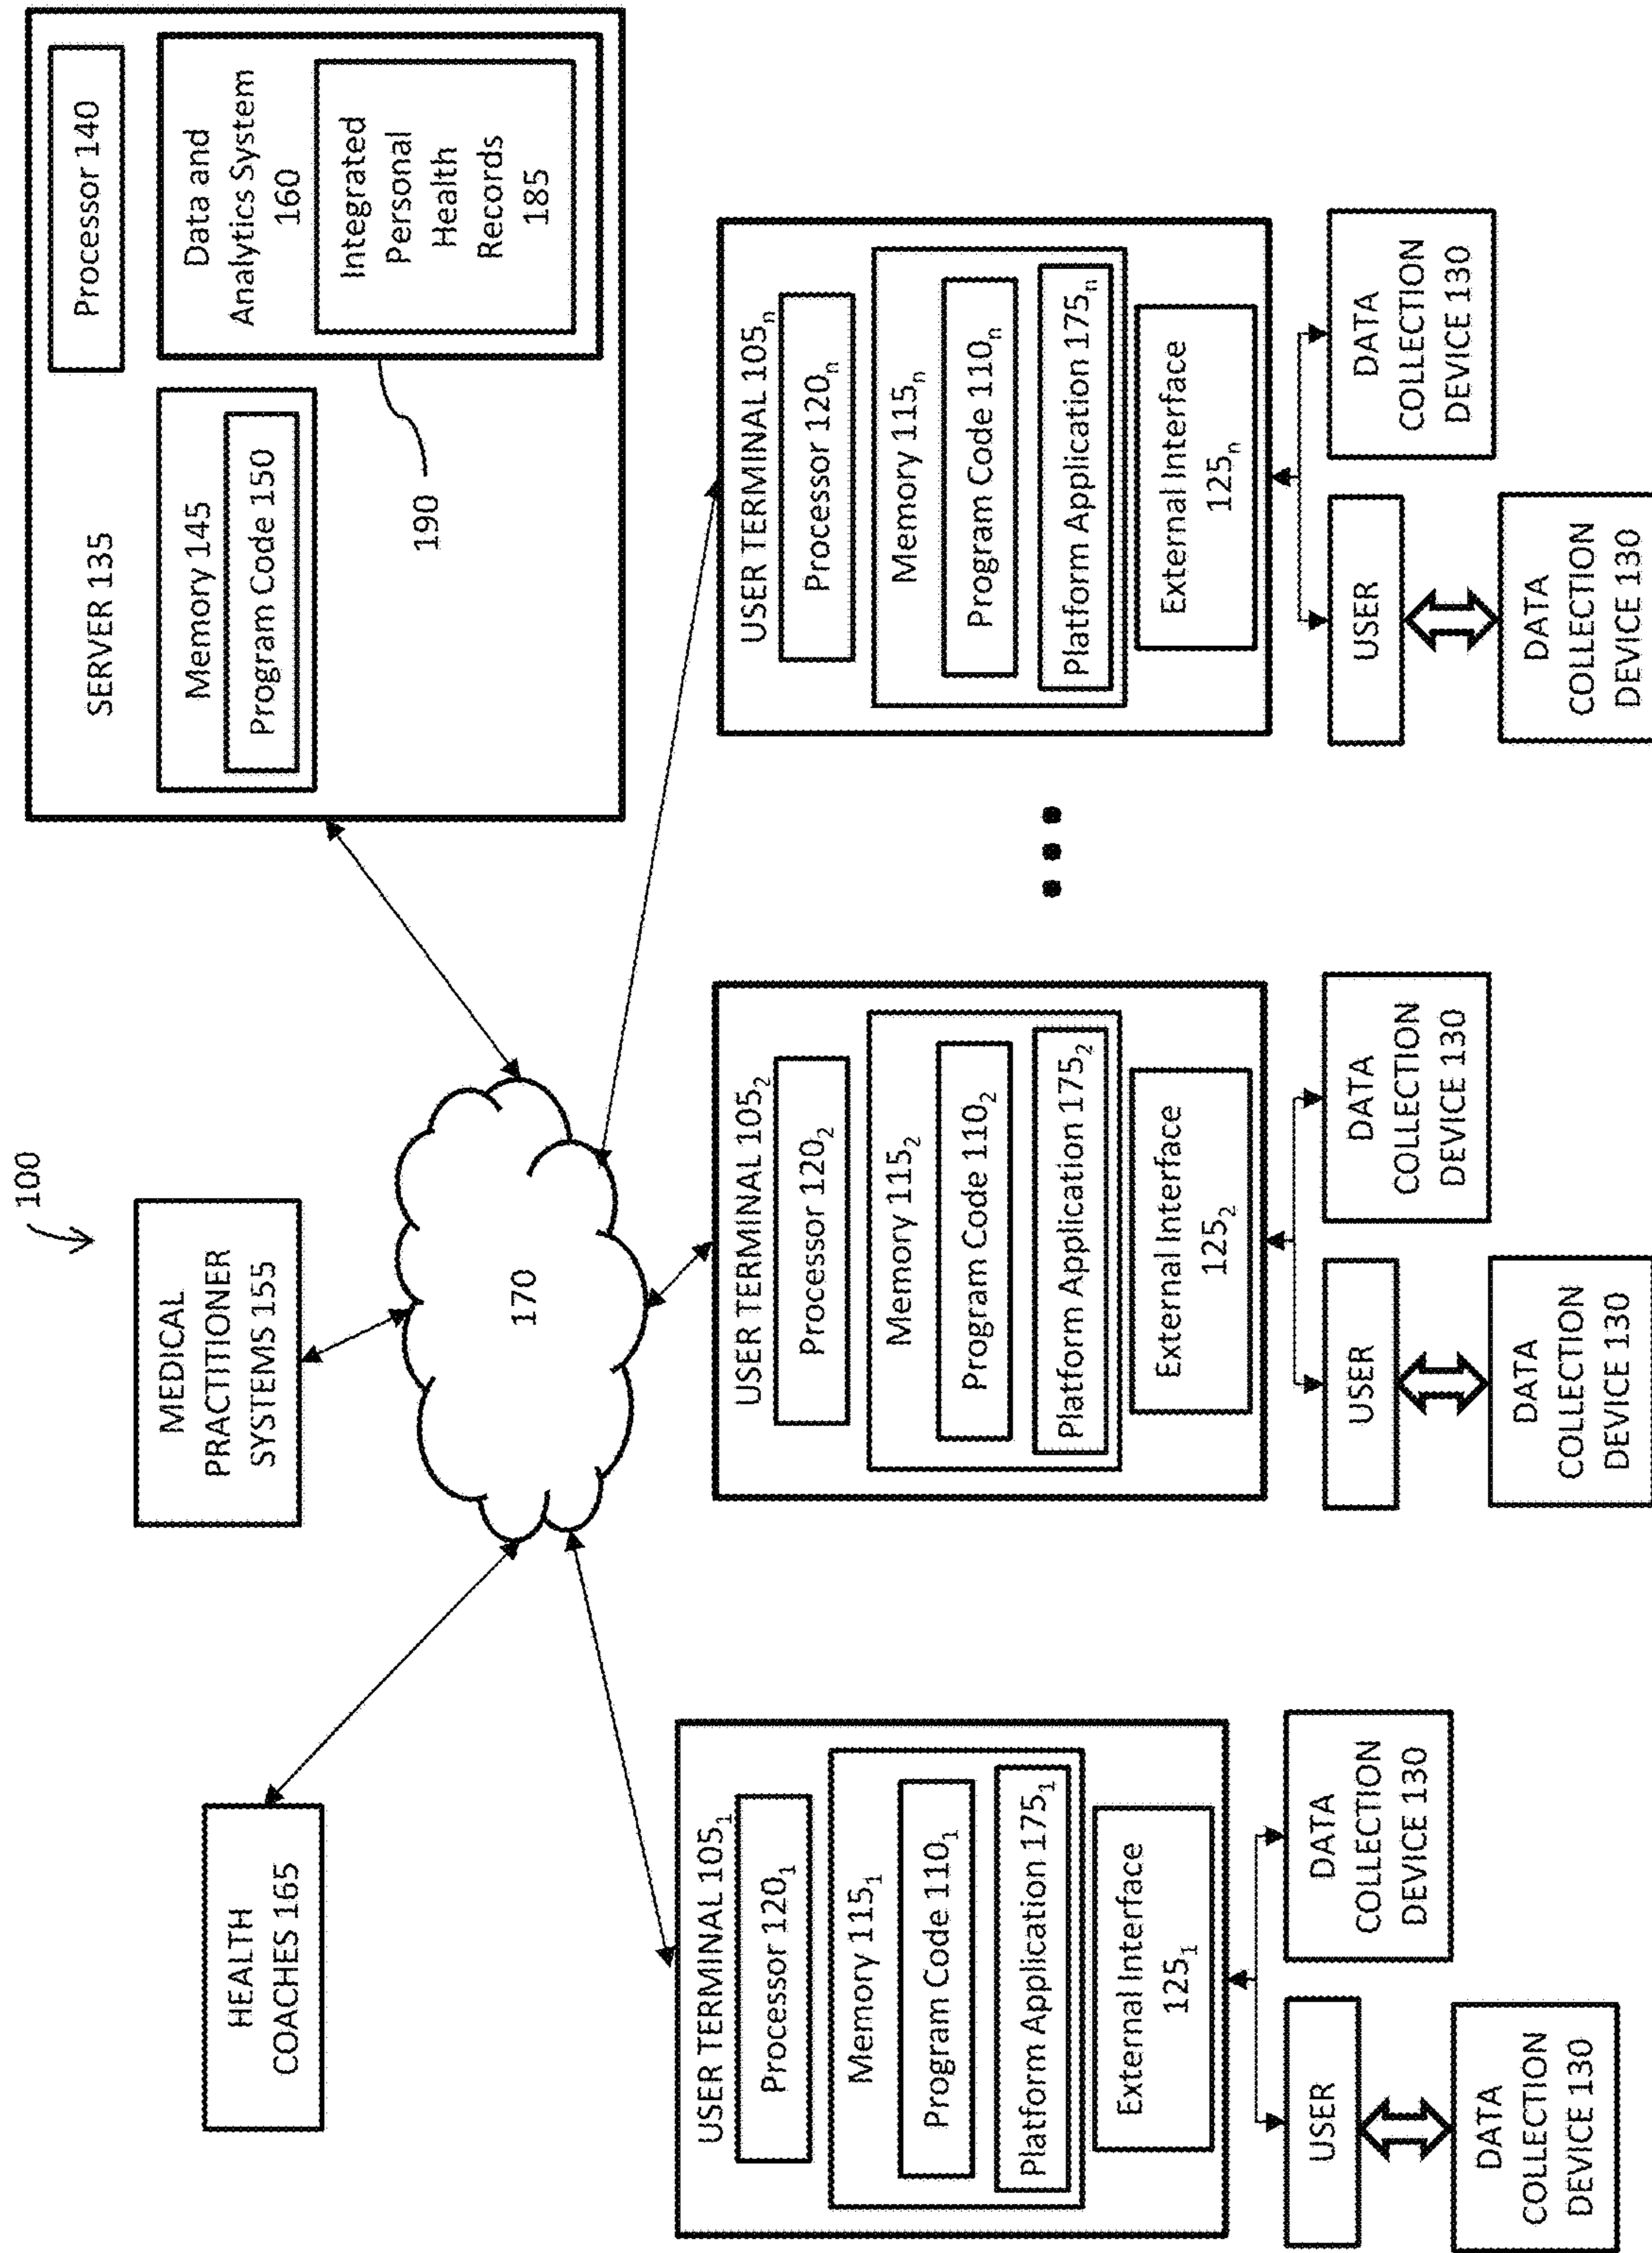 100
HEALTH
COACHES 165
MEDICAL
PRACTITIONER
SYSTEMS 155
SERVER 135
Processor 140
Memory 145
Program Code 150
Data and
Analytics System
160
Integrated
Personal
Health
Records
185
190
170
USER TERMINAL 105₁
Processor 120₁
Memory 115₁
Program Code 110₁
Platform Application 175₁
External Interface
125₁
USER
DATA
COLLECTION
DEVICE 130
DATA
COLLECTION
DEVICE 130
USER TERMINAL 105₂
Processor 120₂
Memory 115₂
Program Code 110₂
Platform Application 175₂
External Interface
125₂
USER
DATA
COLLECTION
DEVICE 130
DATA
COLLECTION
DEVICE 130
USER TERMINAL 105ₙ
Processor 120ₙ
Memory 115ₙ
Program Code 110ₙ
Platform Application 175ₙ
External Interface
125ₙ
USER
DATA
COLLECTION
DEVICE 130
DATA
COLLECTION
DEVICE 130